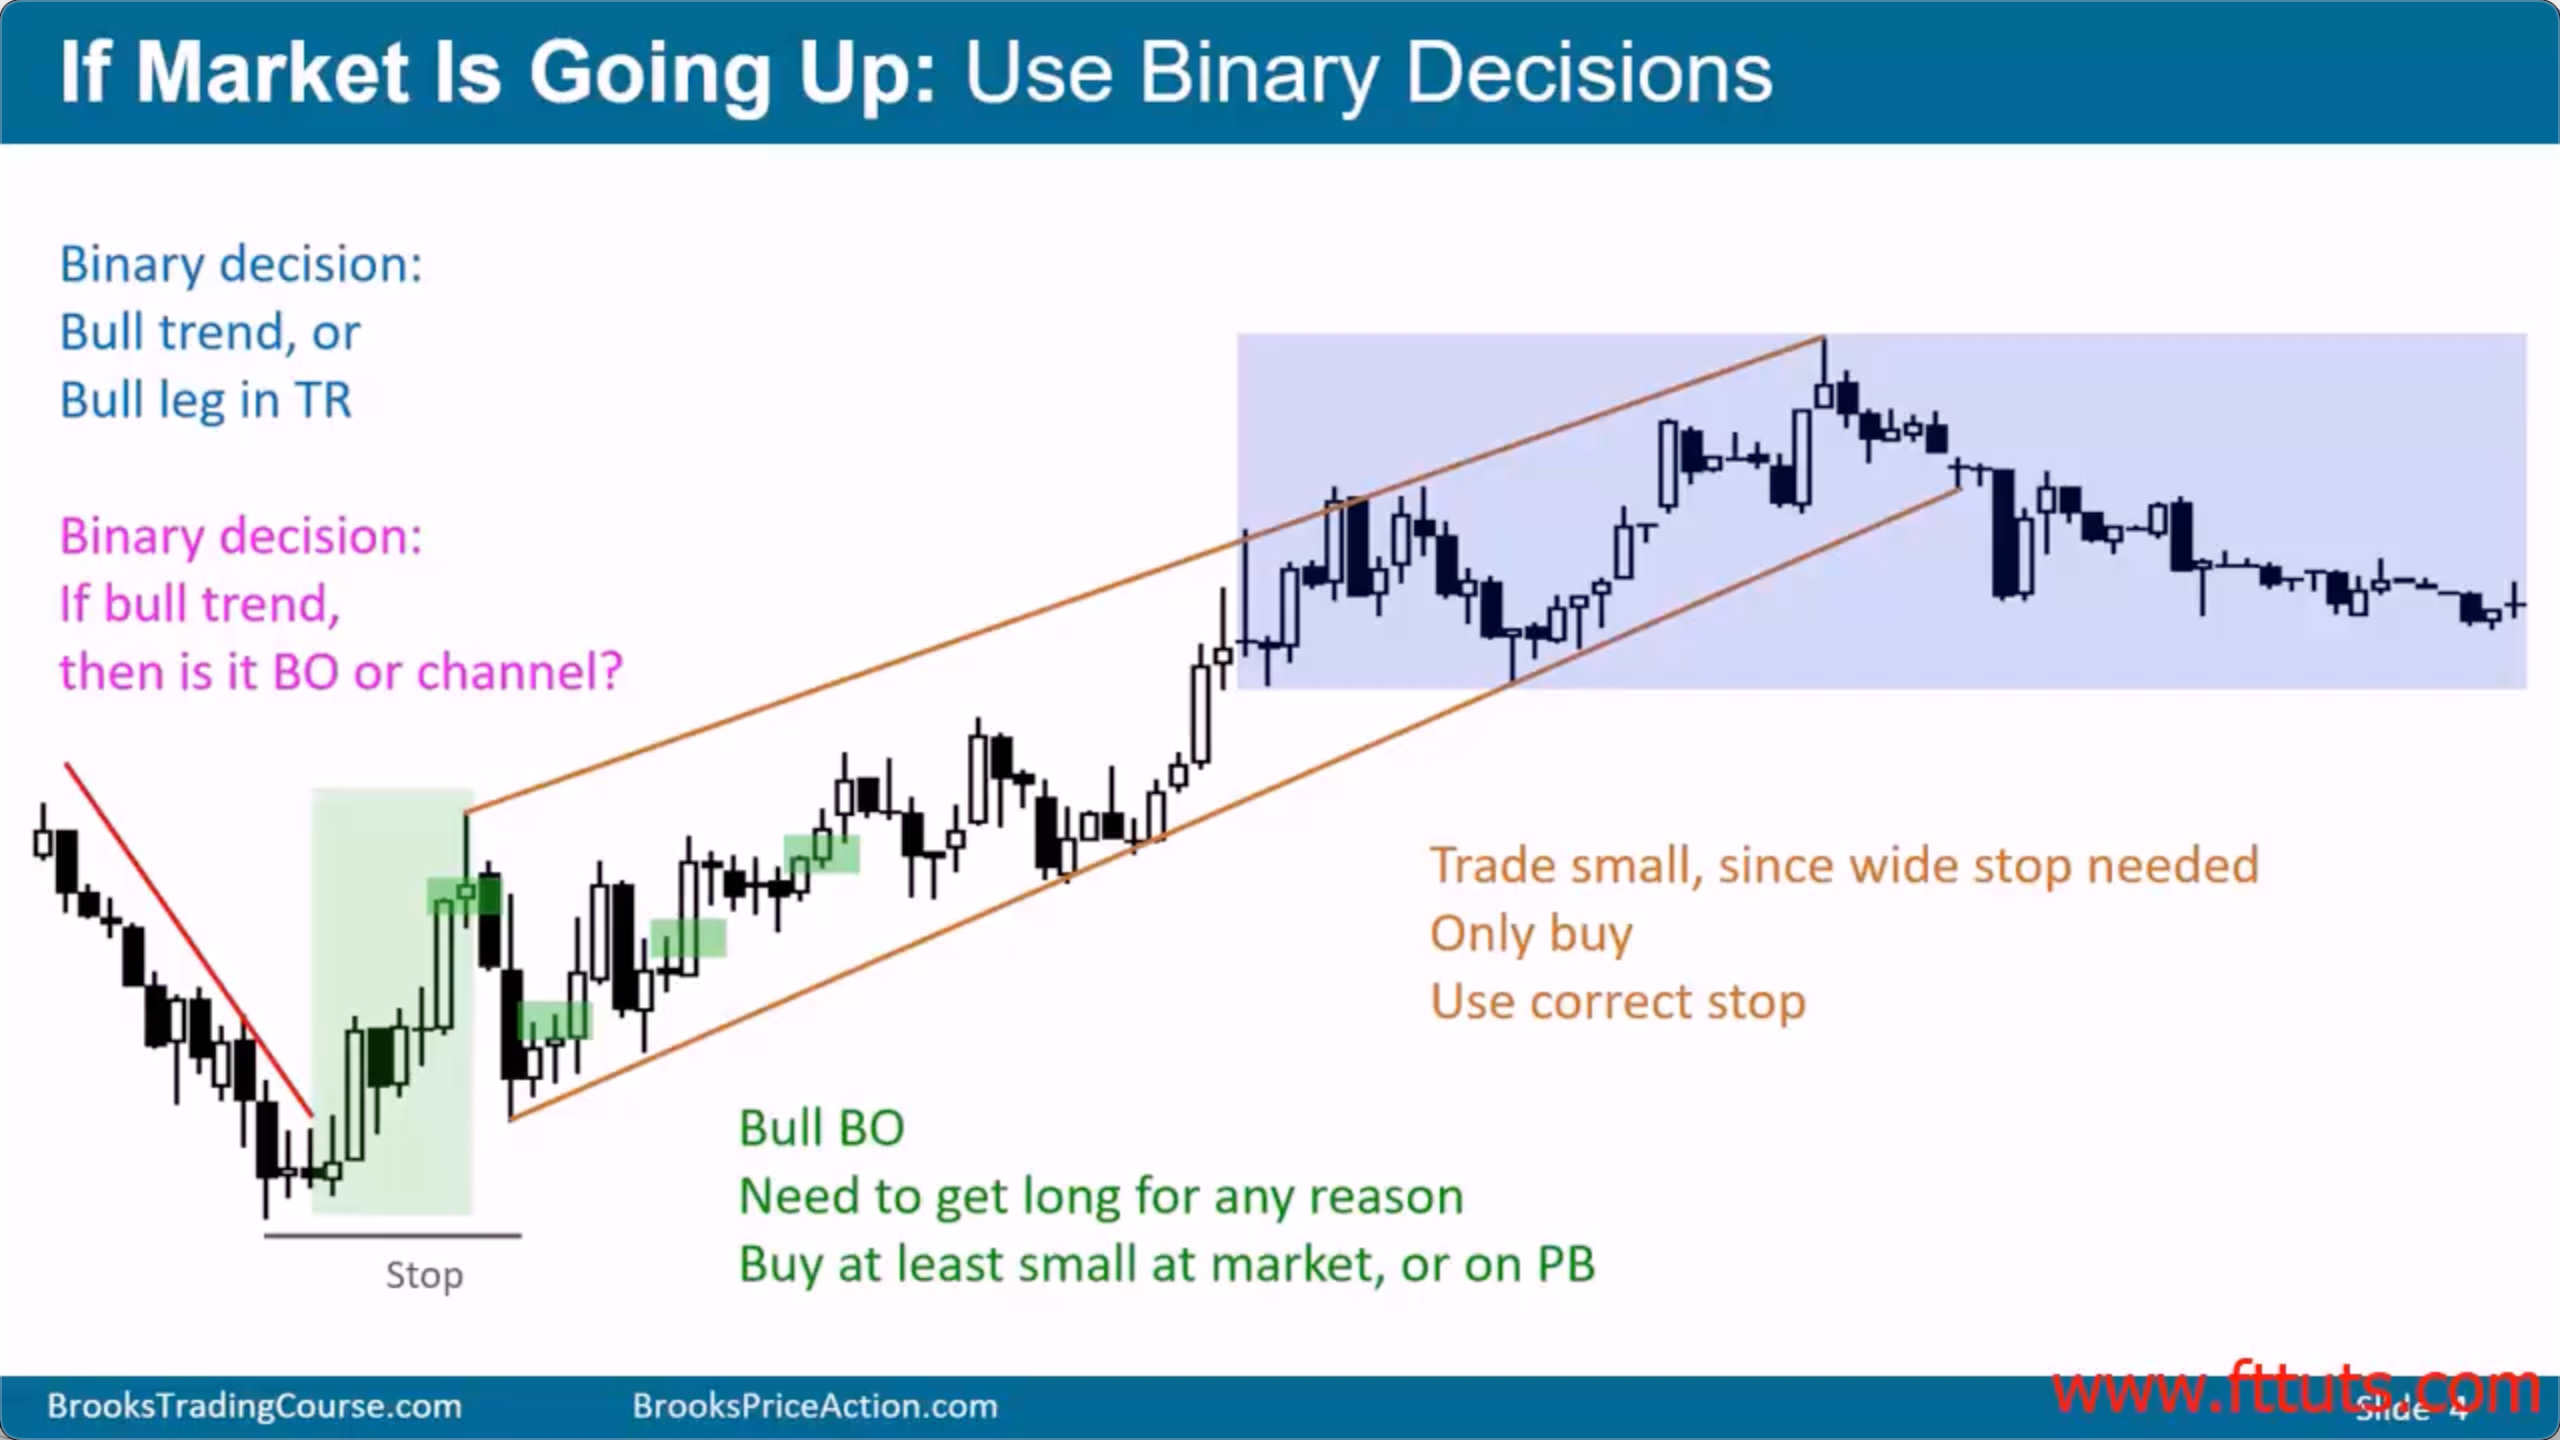 If Market Is Going Up: Use Binary Decisions
Binary decision:
Bull trend, or
Bull leg in TR
Binary decision:
If bull trend,
then is it BO or channel?
Trade small, since wide stop needed
Only buy
Use correct stop
Bull BO
Need to get long for any reason
Buy at least small at market, or on PB
Stop
BrooksTradingCourse.com
BrooksPriceAction.com
Slide 4
www.fttuts.com